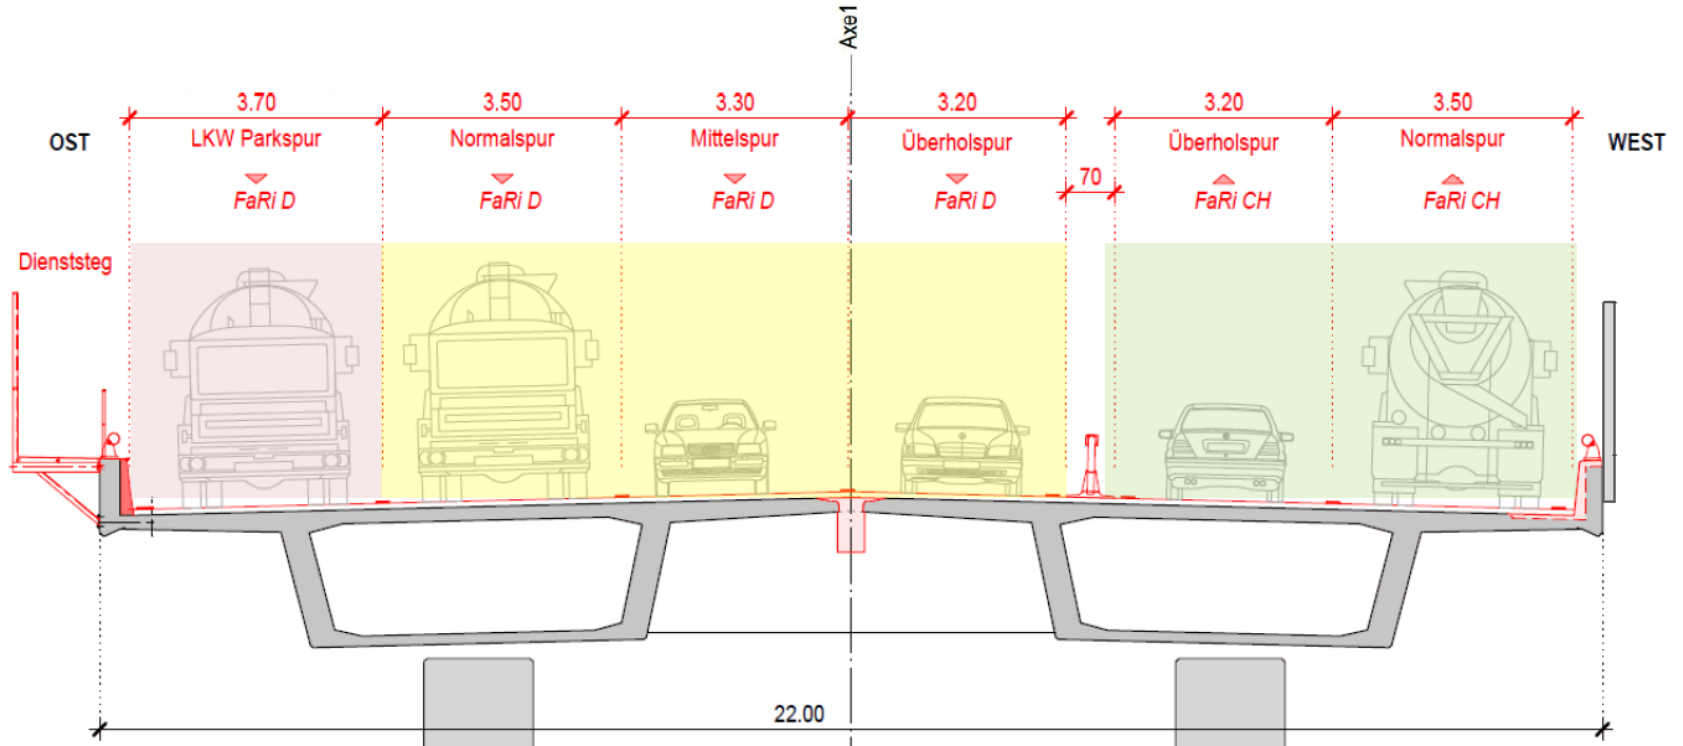 Axe1
3.70
3.50
3.30
3.20
3.20
3.50
OST
LKW Parkspur
Normalspur
Mittelspur
Überholspur
Überholspur
Normalspur
WEST
70
FaRi D
FaRi D
FaRi D
FaRi D
FaRi CH
FaRi CH
Dienststeg
22.00